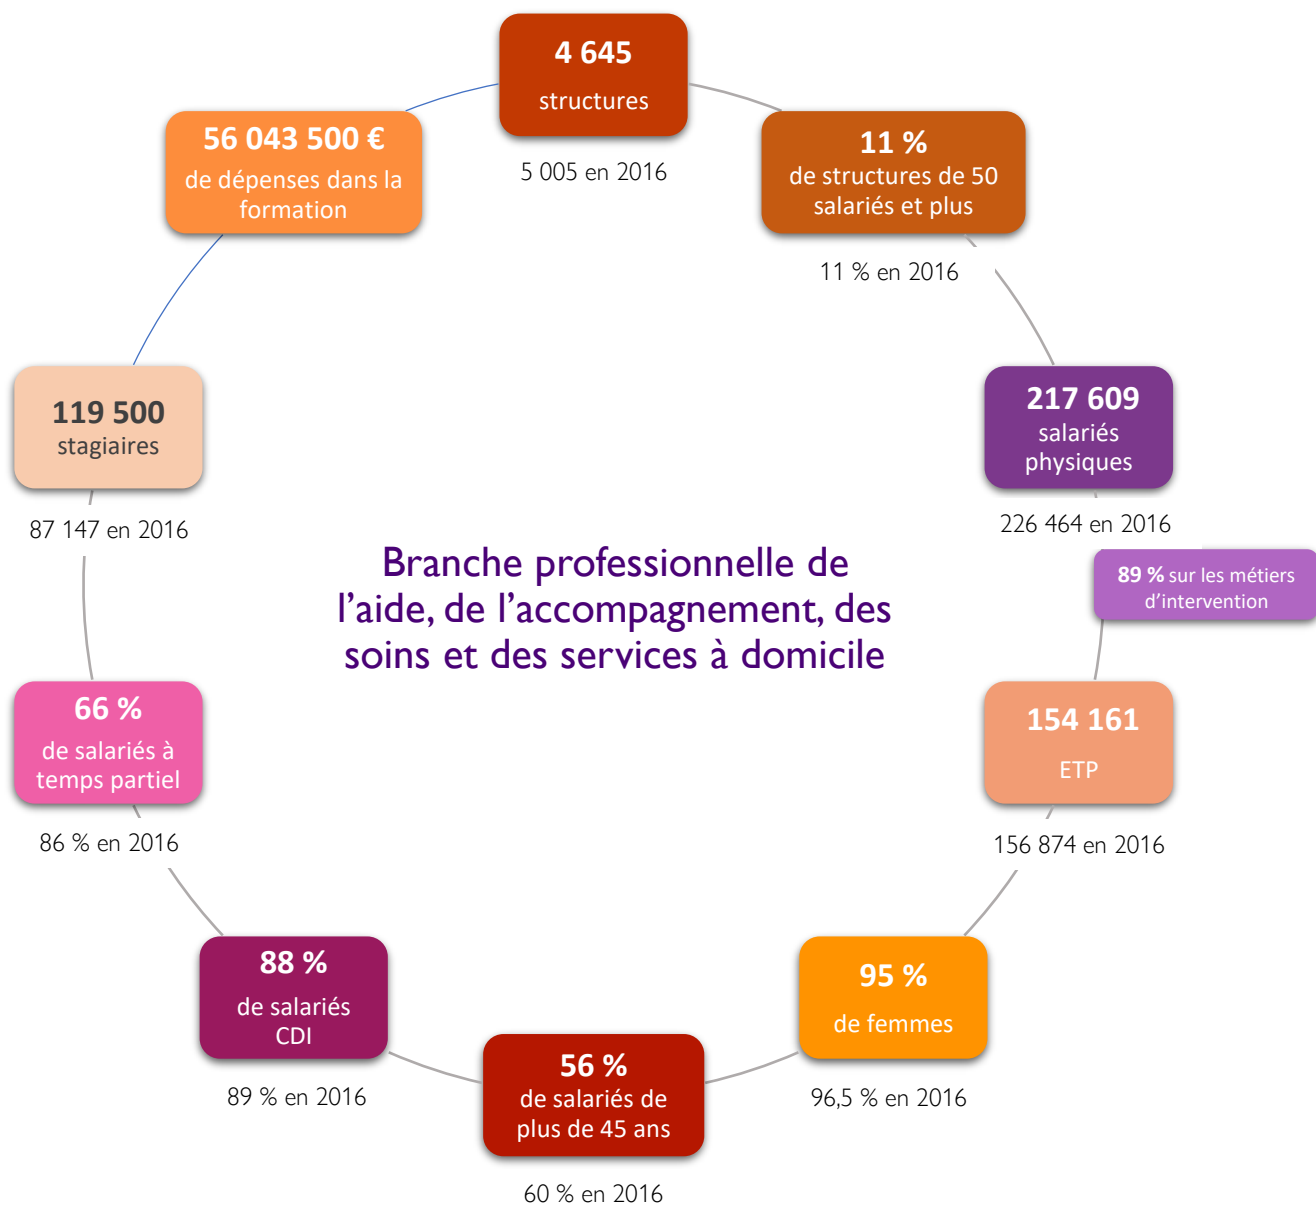 4 645
structures
5 005 en 2016
11 %
de structures de 50
salariés et plus
11 % en 2016
217 609
salariés
physiques
226 464 en 2016
89 % sur les métiers
d’intervention
154 161
ETP
156 874 en 2016
95 %
de femmes
96,5 % en 2016
56 %
de salariés de
plus de 45 ans
60 % en 2016
88 %
de salariés
CDI
89 % en 2016
66 %
de salariés à
temps partiel
86 % en 2016
119 500
stagiaires
87 147 en 2016
56 043 500 €
de dépenses dans la
formation
Branche professionnelle de
l’aide, de l’accompagnement, des
soins et des services à domicile